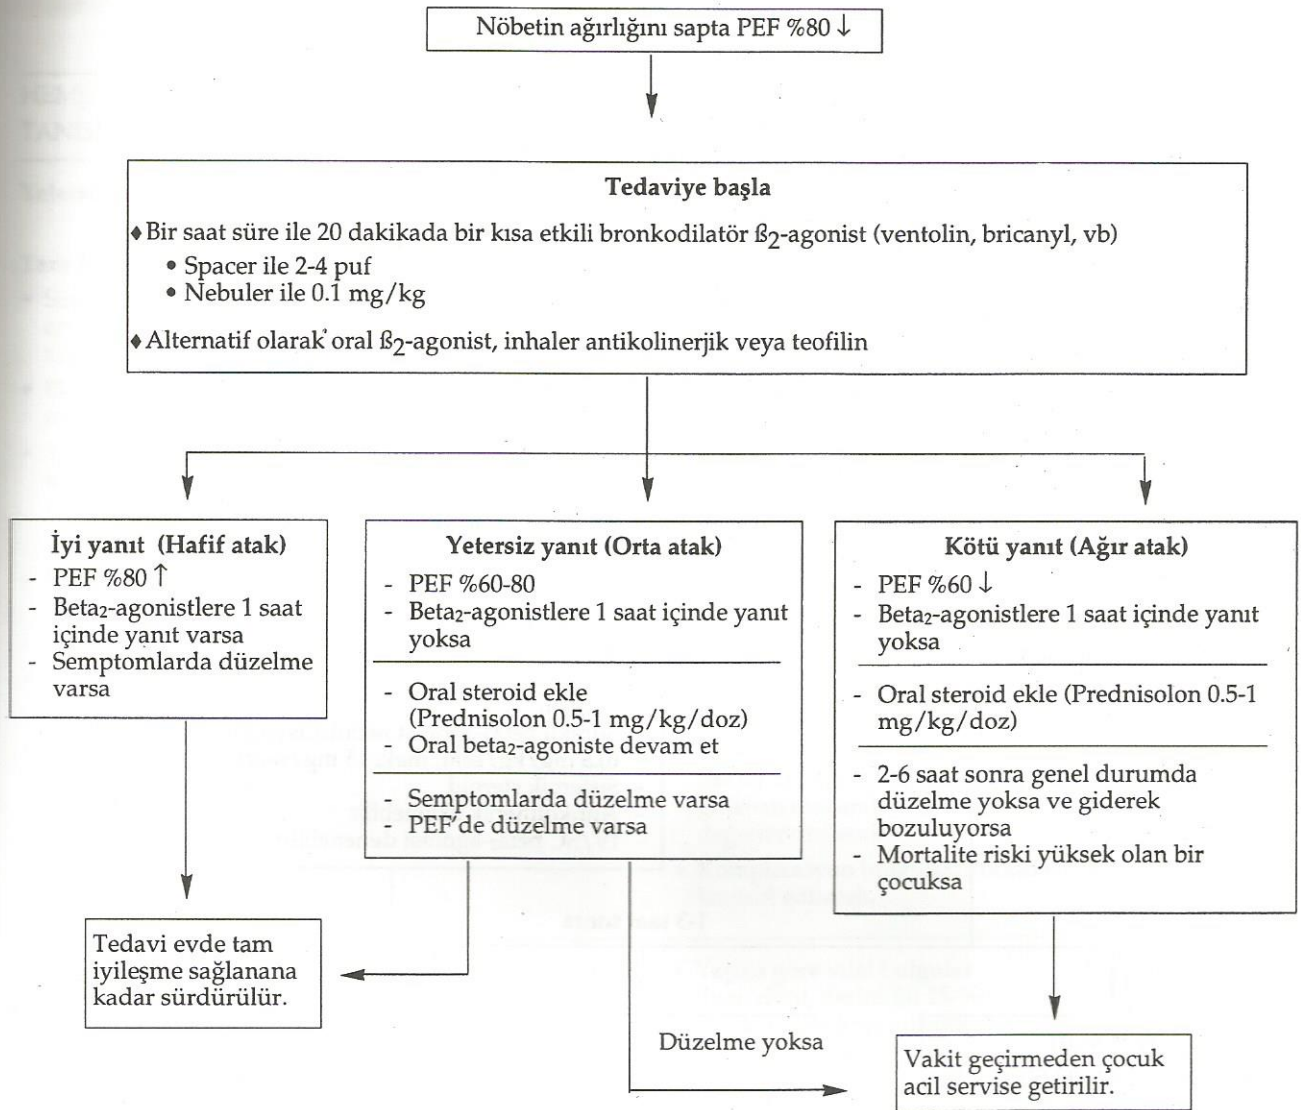 Nöbetin ağırlığını sapta PEF %80 ↓
Tedaviye başla
♦ Bir saat süre ile 20 dakikada bir kısa etkili bronkodilatör ß2-agonist (ventolin, bricanyl, vb)
• Spacer ile 2-4 puf
• Nebuler ile 0.1 mg/kg
♦ Alternatif olarak oral ß2-agonist, inhaler antikolinerjik veya teofilin
İyi yanıt (Hafif atak)
- PEF %80 ↑
- Beta2-agonistlere 1 saat
içinde yanıt varsa
- Semptomlarda düzelme
varsa
Yetersiz yanıt (Orta atak)
- PEF %60-80
- Beta2-agonistlere 1 saat içinde yanıt
yoksa
- Oral steroid ekle
(Prednisolon 0.5-1 mg/kg/doz)
- Oral beta2-agoniste devam et
- Semptomlarda düzelme varsa
- PEF'de düzelme varsa
Kötü yanıt (Ağır atak)
- PEF %60 ↓
- Beta2-agonistlere 1 saat içinde yanıt
yoksa
- Oral steroid ekle (Prednisolon 0.5-1
mg/kg/doz)
- 2-6 saat sonra genel durumda
düzelme yoksa ve giderek
bozuluyorsa
- Mortalite riski yüksek olan bir
çocuksa
Tedavi evde tam
iyileşme sağlanana
kadar sürdürülür.
Düzelme yoksa
Vakit geçirmeden çocuk
acil servise getirilir.